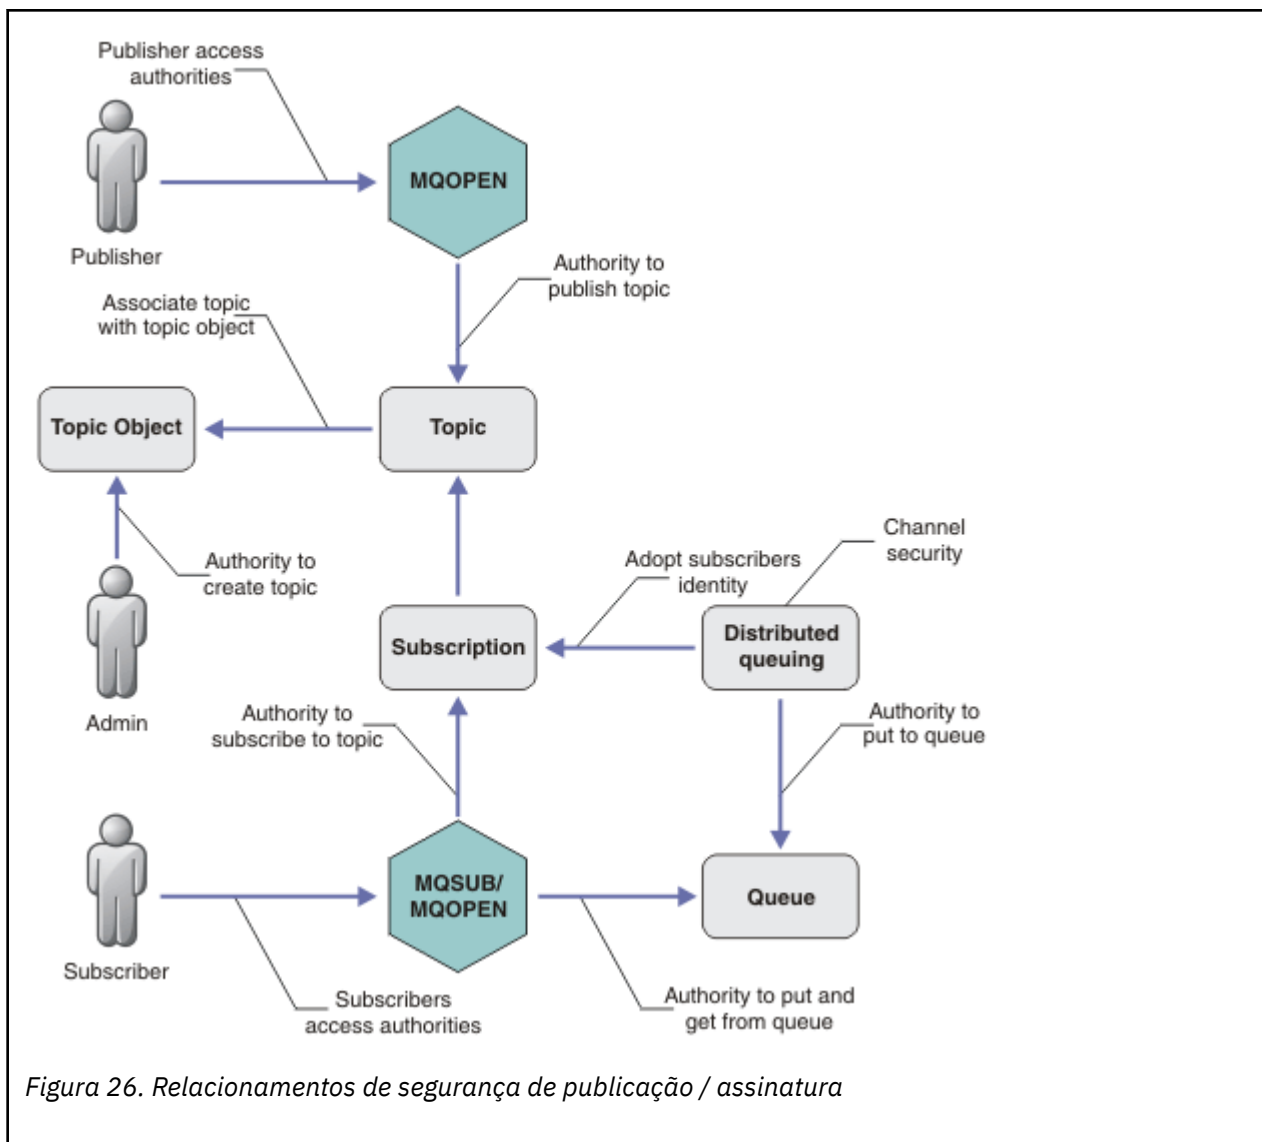 Publisher access
authorities
MQOPEN
Publisher
Authority to
publish topic
Associate topic
with topic object
Topic Object
Topic
Channel
security
Authority to
create topic
Adopt subscribers
identity
Subscription
Distributed
queuing
Admin
Authority to
subscribe to topic
Authority to
put to queue
MQSUB/
MQOPEN
Queue
Subscriber
Subscribers
access authorities
Authority to put and
get from queue
Figura 26. Relacionamentos de segurança de publicação / assinatura